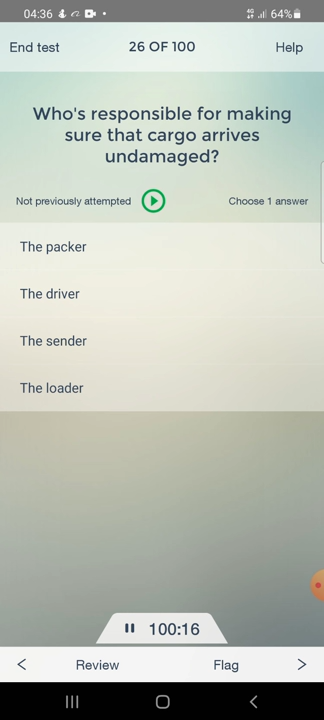 04:36 4G 64%
End test 26 OF 100 Help
Who's responsible for making
sure that cargo arrives
undamaged?
Not previously attempted Choose 1 answer
The packer
The driver
The sender
The loader
100:16
Review Flag